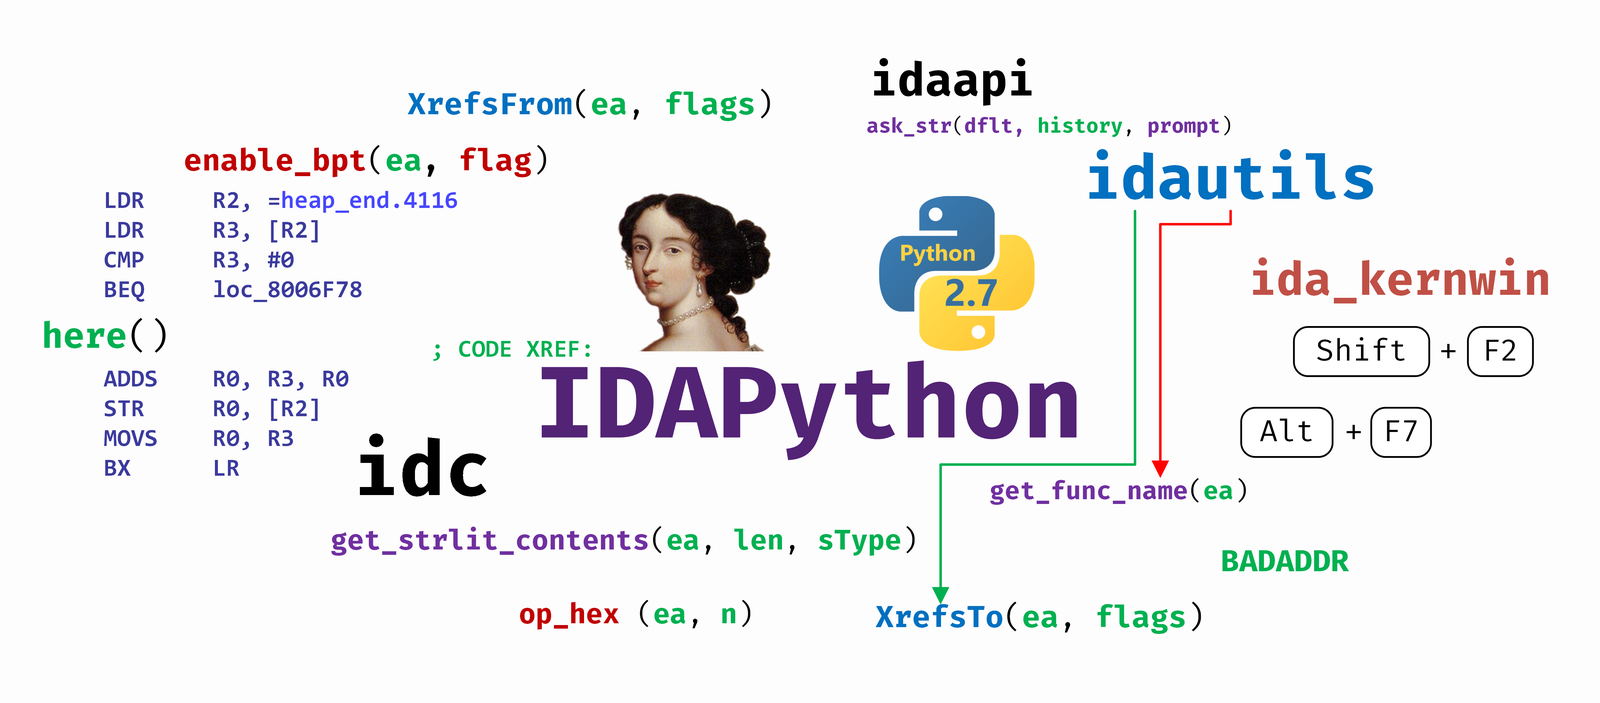 idaapi
XrefsFrom(ea, flags)
ask_str(dflt, history, prompt)
enable_bpt(ea, flag)
idautils
LDR R2, =heap_end.4116
LDR R3, [R2]
CMP R3, #0
BEQ loc_8006F78
Python
2.7
ida_kernwin
here()
; CODE XREF:
Shift + F2
IDAPython
ADDS R0, R3, R0
STR R0, [R2]
MOVS R0, R3
BX LR
Alt + F7
idc
get_func_name(ea)
get_strlit_contents(ea, len, sType)
BADADDR
op_hex (ea, n)
XrefsTo(ea, flags)